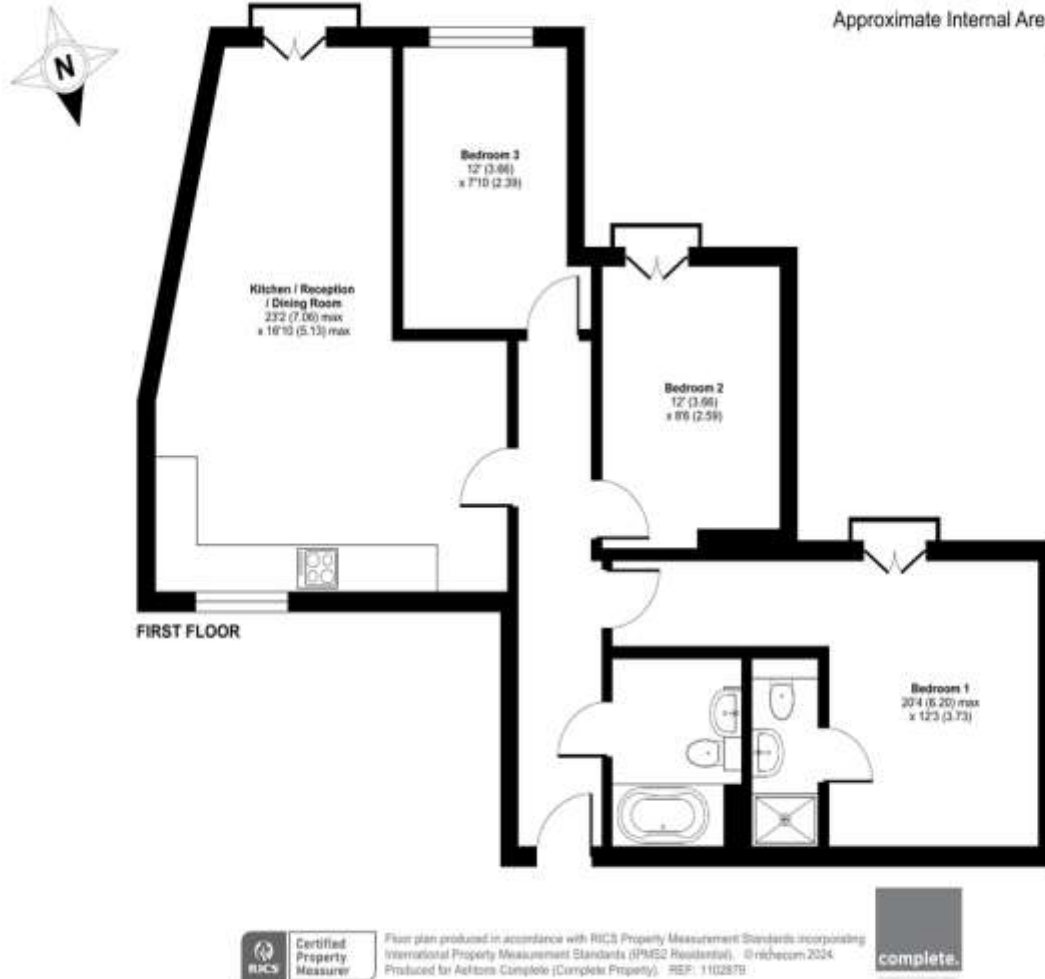 Approximate Internal Are
N
Bedroom 3
12' (3.66)
x 7'10 (2.39)
Kitchen / Reception
/ Dining Room
23'2 (7.06) max
x 16'10 (5.13) max
Bedroom 2
12' (3.66)
x 8'6 (2.59)
FIRST FLOOR
Bedroom 1
20'4 (6.20) max
x 12'3 (3.73)
RICS
Certified
Property
Measurer
Floor plan produced in accordance with RICS Property Measurement Standards incorporating
International Property Measurement Standards (IPMS2 Residential). © nichecom 2024.
Produced for Ashtons Complete (Complete Property). REF: 1102879
complete.